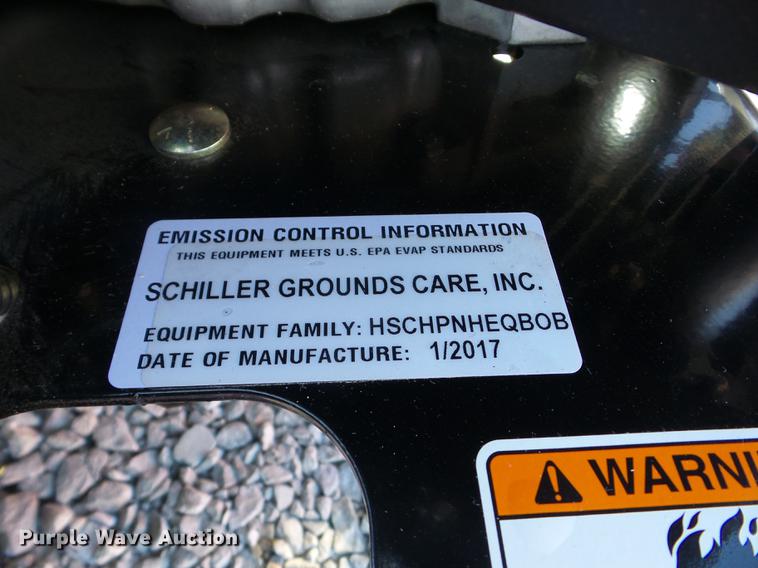 EMISSION CONTROL INFORMATION
THIS EQUIPMENT MEETS U.S. EPA EVAP STANDARDS
SCHILLER GROUNDS CARE, INC.
EQUIPMENT FAMILY: HSCHPNHEQBOB
DATE OF MANUFACTURE: 1/2017
WARNI
Purple Wave Auction